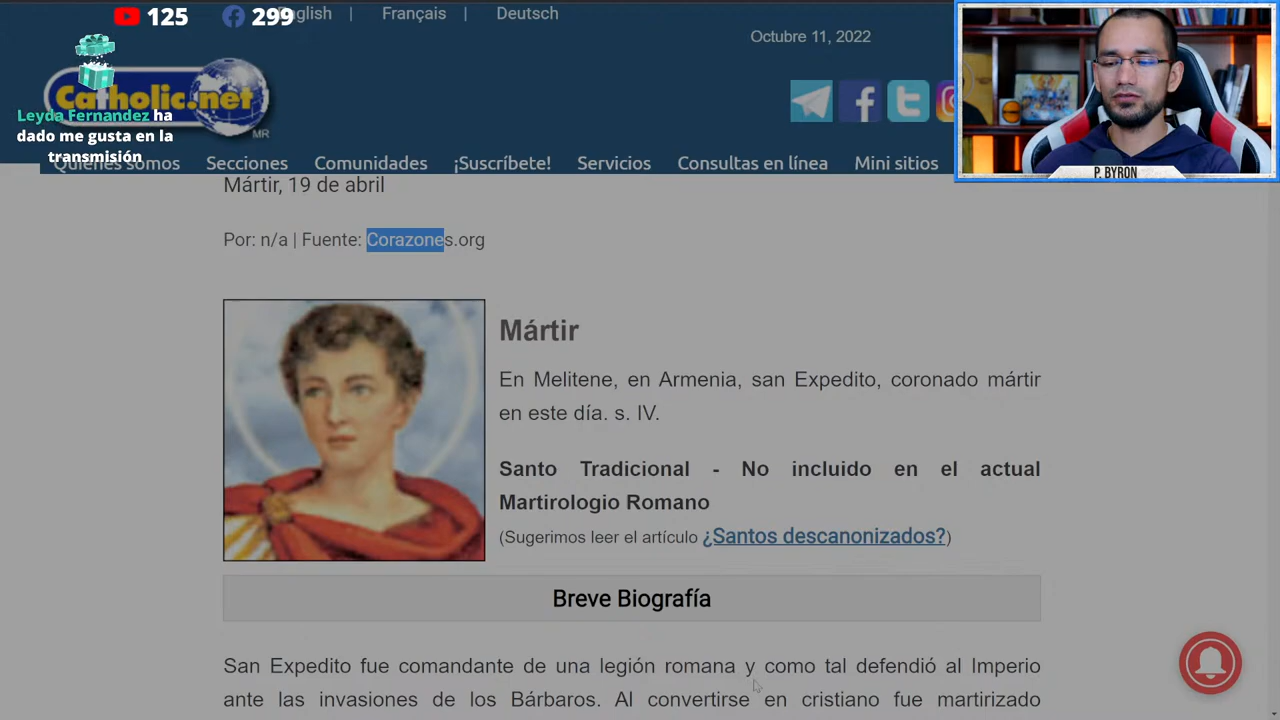 125
299
English | Français | Deutsch
Octubre 11, 2022
Catholic.net
MR
Leyda Fernandez ha
dado me gusta en la
transmisión
Quiénes somos Secciones Comunidades ¡Suscríbete! Servicios Consultas en línea Mini sitios
P. BYRON
Mártir, 19 de abril
Por: n/a | Fuente: Corazones.org
Mártir
En Melitene, en Armenia, san Expedito, coronado mártir
en este día. s. IV.
Santo Tradicional - No incluido en el actual
Martirologio Romano
(Sugerimos leer el artículo ¿Santos descanonizados?)
Breve Biografía
San Expedito fue comandante de una legión romana y como tal defendió al Imperio
ante las invasiones de los Bárbaros. Al convertirse en cristiano fue martirizado